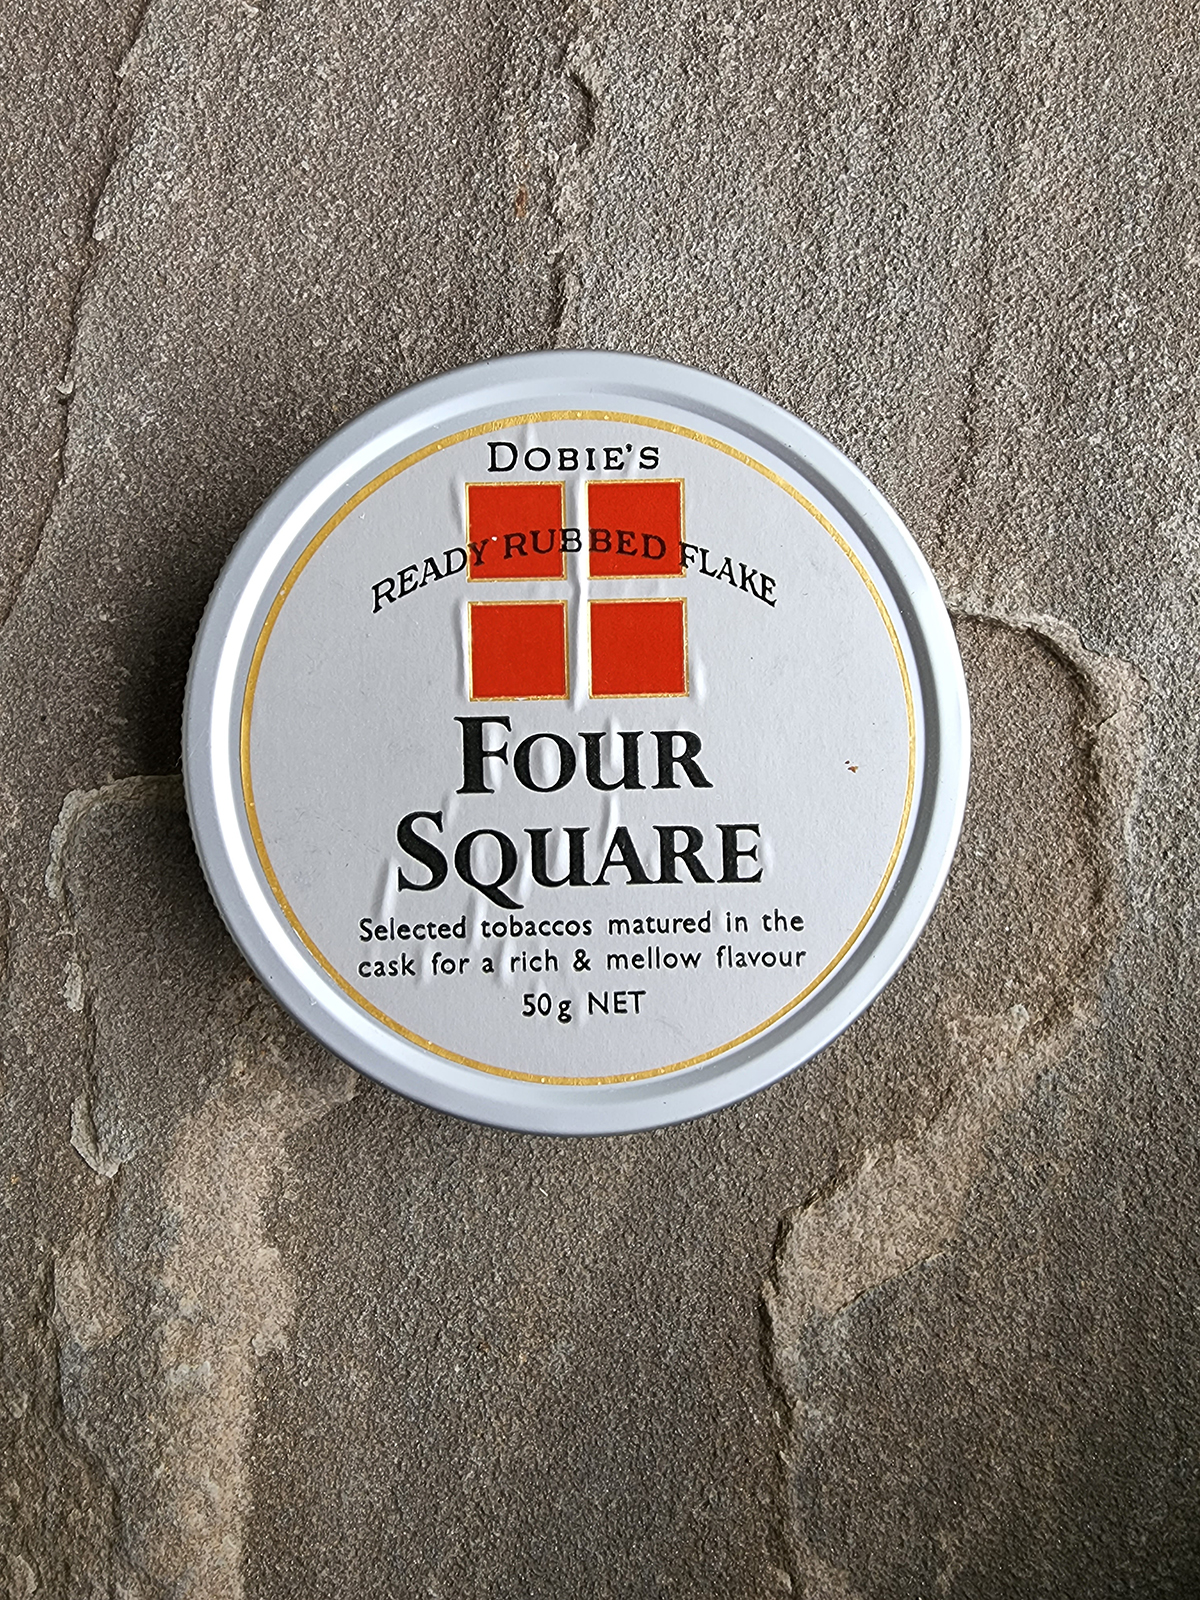 DOBIE'S
READY RUBBED FLAKE
FOUR
SQUARE
Selected tobaccos matured in the
cask for a rich & mellow flavour
50g NET